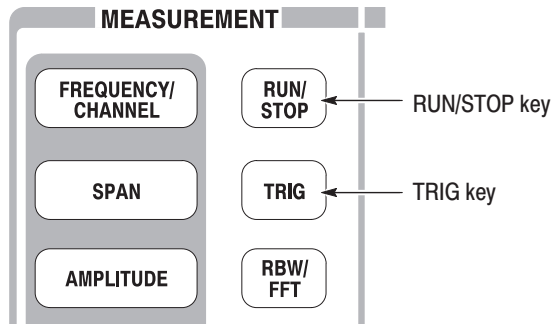 MEASUREMENT
FREQUENCY/
CHANNEL
RUN/
STOP
RUN/STOP key
SPAN
TRIG
TRIG key
AMPLITUDE
RBW/
FFT